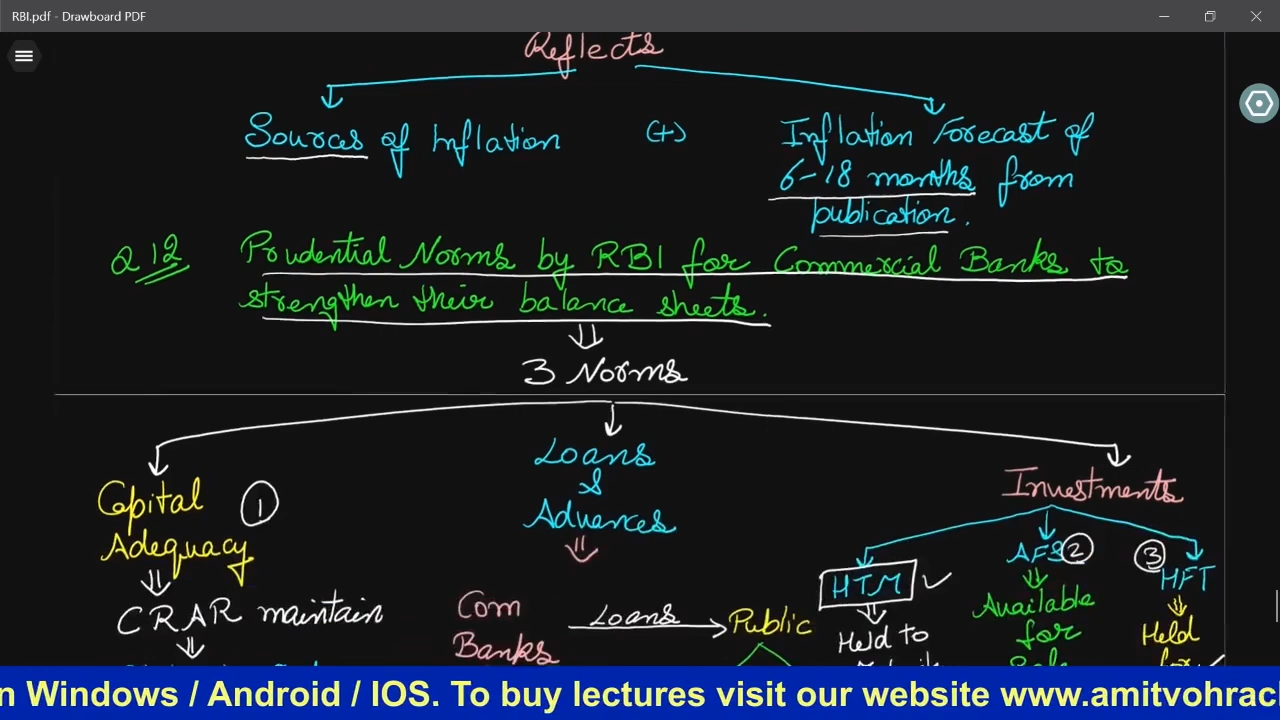 RBI.pdf - Drawboard PDF
Reflects
Sources of Inflation (+) Inflation Forecast of
6-18 months from
publication.
Q 12 Prudential Norms by RBI for Commercial Banks to
strengthen their balance sheets.
3 Norms
Capital Adequacy ①
Loans
&
Advances
Investments
HTM
AFS ②
③ HFT
CRAR maintain
Com Banks
Loans
Public
Held to
Available
for
Held
for
n Windows / Android / IOS. To buy lectures visit our website www.amitvohracl